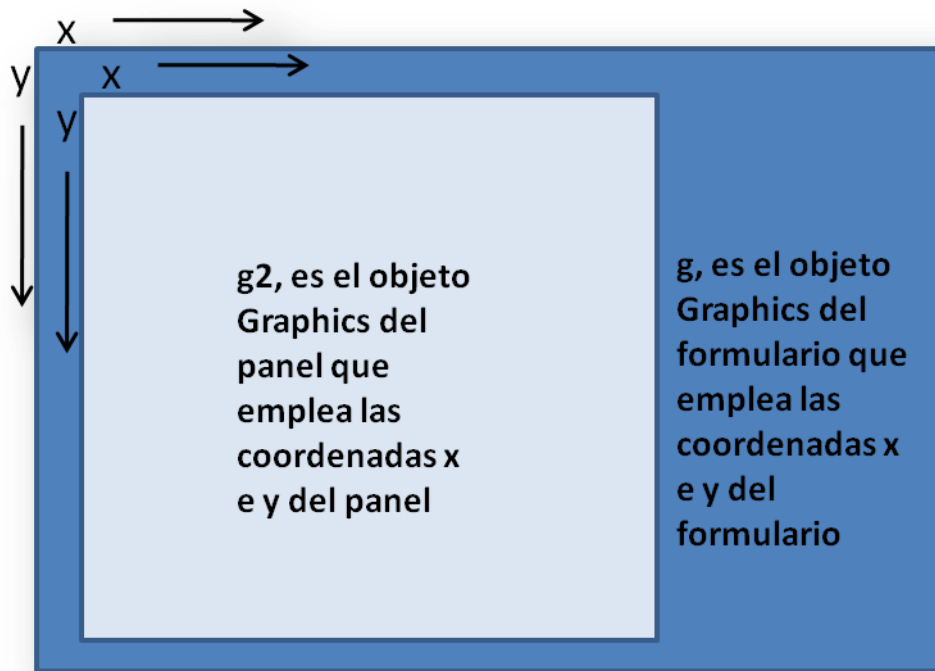 x
y
x
y
g2, es el objeto
Graphics del
panel que
emplea las
coordenadas x
e y del panel
g, es el objeto
Graphics del
formulario que
emplea las
coordenadas x
e y del
formulario